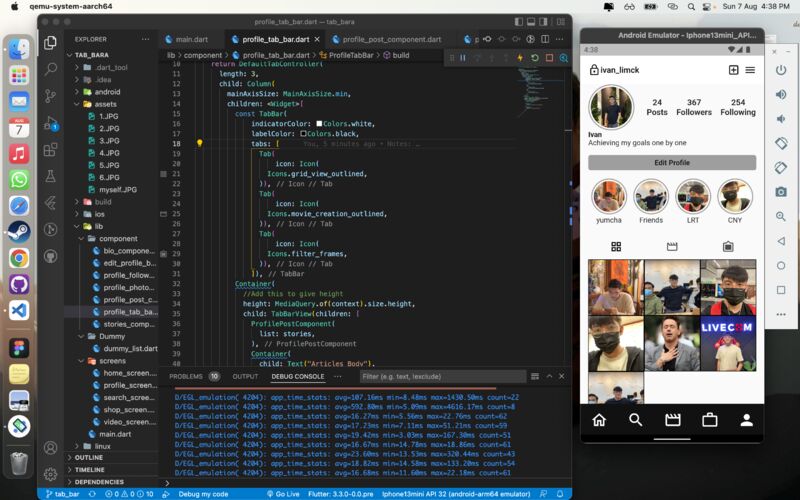 qemu-system-aarch64
Sun 7 Aug 4:38 PM
profile_tab_bar.dart — tab_bara
EXPLORER
TAB_BARA
.dart_tool
.idea
android
assets
1.JPG
2.JPG
3.JPG
4.JPG
5.JPG
6.JPG
myself.JPG
build
ios
lib
component
bio_compone...
edit_profile_b...
profile_follow...
profile_photo...
profile_post_c...
profile_tab_ba...
stories_comp...
Dummy
dummy_list.dart
screens
home_screen...
profile_screen...
search_screen...
shop_screen...
video_screen...
main.dart
linux
OUTLINE
TIMELINE
DEPENDENCIES
main.dart
profile_tab_bar.dart
profile_post_component.dart
lib > component > profile_tab_bar.dart > ProfileTabBar > build
10 return DefaultTabController(
11 length: 3,
12 child: Column(
13 mainAxisSize: MainAxisSize.min,
14 children: <Widget>[
15 const TabBar(
16 indicatorColor: Colors.white,
17 labelColor: Colors.black,
18 tabs: [ You, 5 minutes ago • Notes: …
19 Tab(
20 icon: Icon(
21 Icons.grid_view_outlined,
22 )), // Icon // Tab
23 Tab(
24 icon: Icon(
25 Icons.movie_creation_outlined,
26 )), // Icon // Tab
27 Tab(
28 icon: Icon(
29 Icons.filter_frames,
30 )), // Icon // Tab
31 ]), // TabBar
32 Container(
33 //Add this to give height
34 height: MediaQuery.of(context).size.height,
35 child: TabBarView(children: [
36 ProfilePostComponent(
37 list: stories,
38 ), // ProfilePostComponent
39 Container(
40 child: Text("Articles Body"),
PROBLEMS 10 OUTPUT DEBUG CONSOLE ...
Filter (e.g. text, !exclude)
D/EGL_emulation( 4204): app_time_stats: avg=107.16ms min=8.48ms max=1430.50ms count=22
D/EGL_emulation( 4204): app_time_stats: avg=592.80ms min=5.09ms max=4616.17ms count=8
D/EGL_emulation( 4204): app_time_stats: avg=16.27ms min=5.56ms max=22.76ms count=62
D/EGL_emulation( 4204): app_time_stats: avg=17.23ms min=7.11ms max=51.21ms count=59
D/EGL_emulation( 4204): app_time_stats: avg=19.42ms min=3.03ms max=167.30ms count=51
D/EGL_emulation( 4204): app_time_stats: avg=16.67ms min=14.78ms max=18.86ms count=61
D/EGL_emulation( 4204): app_time_stats: avg=23.60ms min=13.53ms max=320.44ms count=43
D/EGL_emulation( 4204): app_time_stats: avg=18.82ms min=14.58ms max=133.20ms count=54
D/EGL_emulation( 4204): app_time_stats: avg=16.68ms min=11.60ms max=22.18ms count=61
tab_bar
0 0 10
Debug my code
Go Live
Flutter: 3.3.0-0.0.pre
Iphone13mini API 32 (android-arm64 emulator)
AUG
7
Android Emulator - Iphone13mini_API...
4:38
ivan_limck
24
Posts
367
Followers
254
Following
Ivan
Achieving my goals one by one
Edit Profile
yumcha
Friends
LRT
CNY